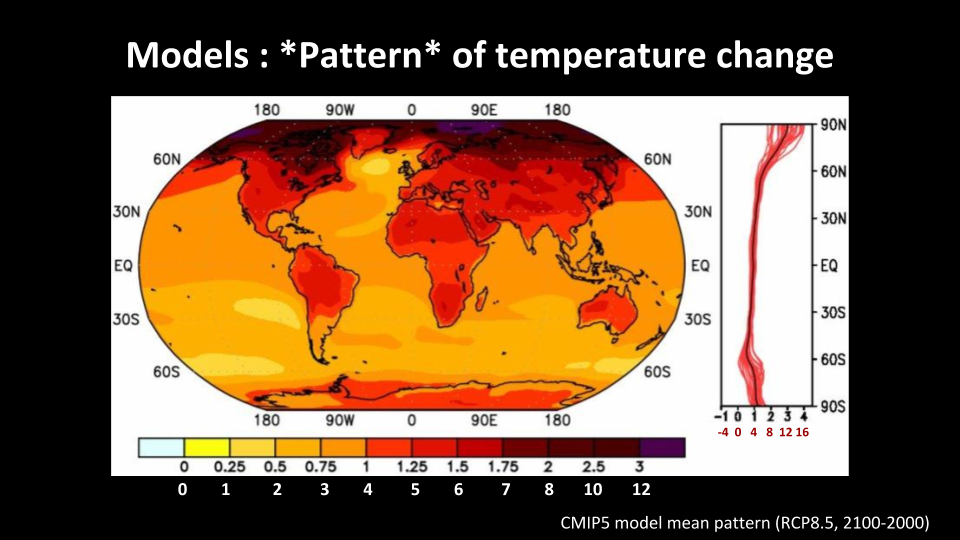 Models : *Pattern* of temperature change
180 90W 0 90E 180
60N 60N
30N 30N
EQ EQ
30S 30S
60S 60S
180 90W 0 90E 180
90N
60N
30N
EQ
30S
60S
90S
-1 0 1 2 3 4
-4 0 4 8 12 16
0 0.25 0.5 0.75 1 1.25 1.5 1.75 2 2.5 3
0 1 2 3 4 5 6 7 8 10 12
CMIP5 model mean pattern (RCP8.5, 2100-2000)